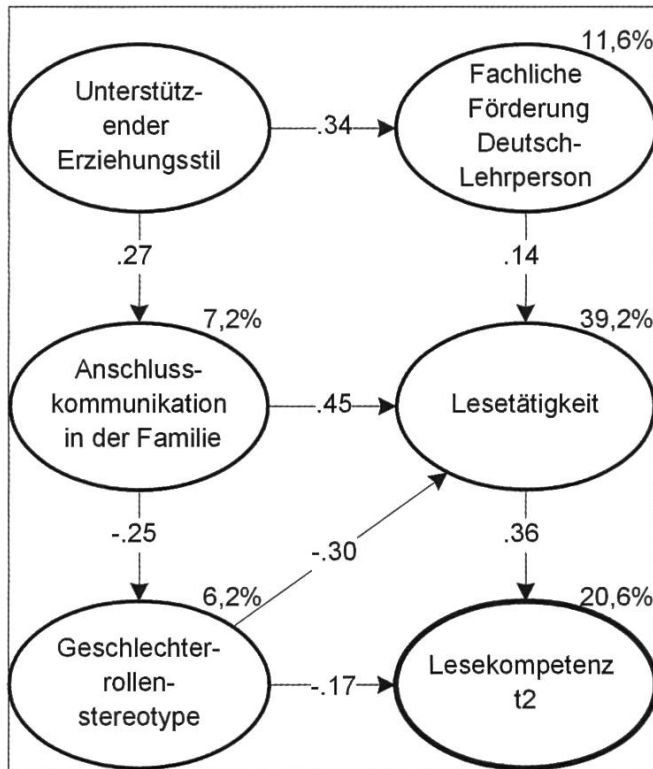 11,6%
Unterstütz-
ender
Erziehungsstil
.34
Fachliche
Förderung
Deutsch-
Lehrperson
.27
.14
7,2%
39,2%
Anschluss-
kommunikation
in der Familie
.45
Lesetätigkeit
-.25
-.30
.36
6,2%
20,6%
Geschlechter-
rollen-
stereotype
-.17
Lesekompetenz
t2